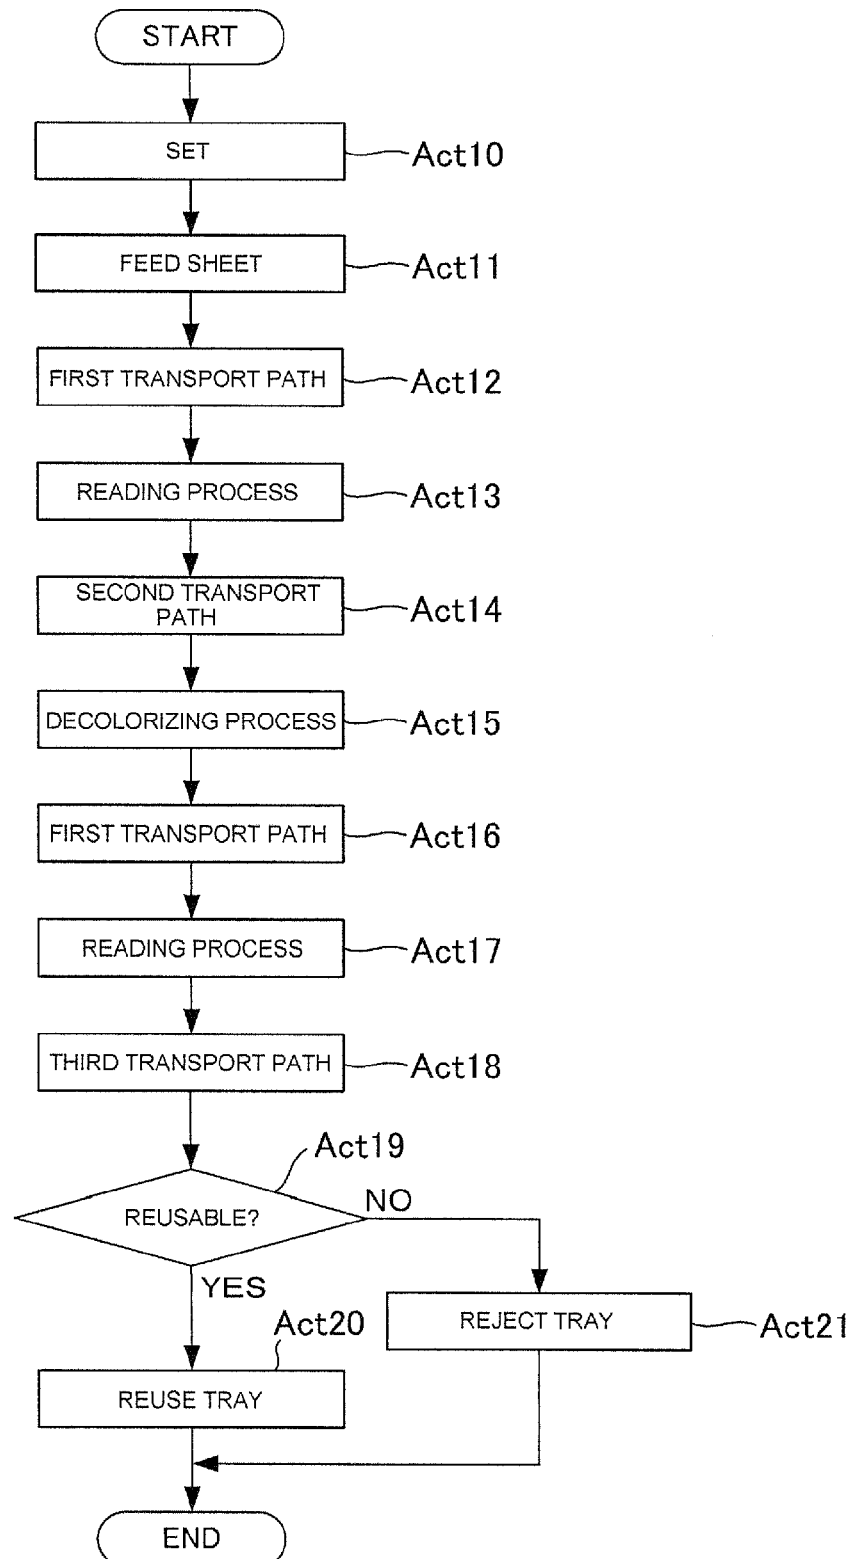 START
SET
Act10
FEED SHEET
Act11
FIRST TRANSPORT PATH
Act12
READING PROCESS
Act13
SECOND TRANSPORT
PATH
Act14
DECOLORIZING PROCESS
Act15
FIRST TRANSPORT PATH
Act16
READING PROCESS
Act17
THIRD TRANSPORT PATH
Act18
Act19
REUSABLE?
NO
YES
REJECT TRAY
Act21
Act20
REUSE TRAY
END